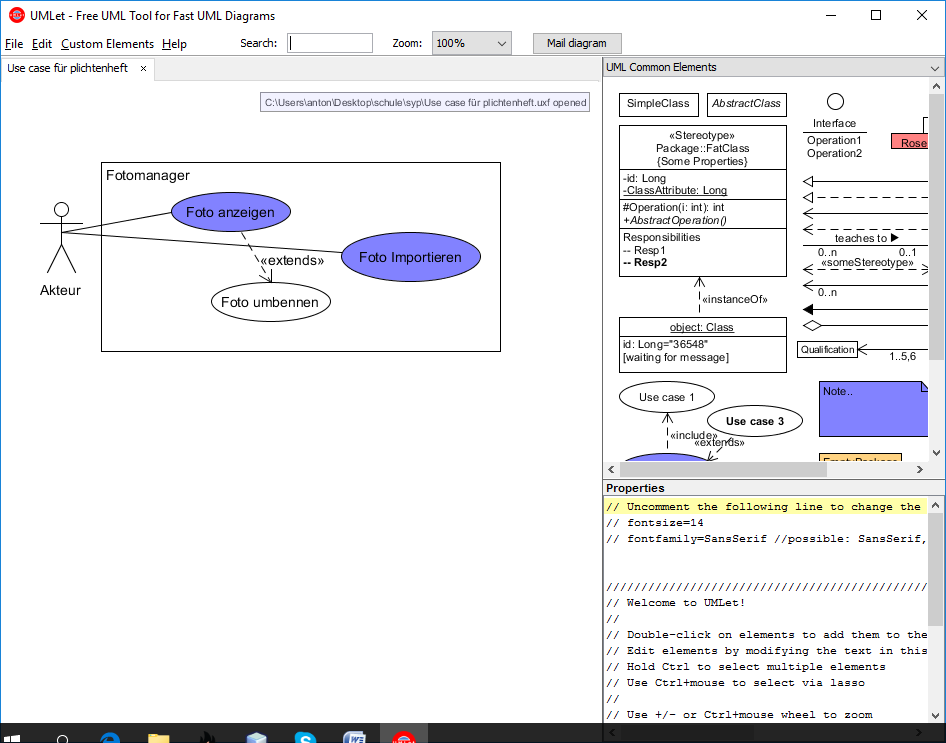 UMLet - Free UML Tool for Fast UML Diagrams
File Edit Custom Elements Help Search: Zoom: 100% Mail diagram
Use case für plichtenheft ×
C:\Users\anton\Desktop\schule\syp\Use case für plichtenheft.uxf opened
Fotomanager
Foto anzeigen
«extends»
Foto Importieren
Foto umbennen
Akteur
UML Common Elements
SimpleClass
AbstractClass
Interface
Operation1
Operation2
Rose
«Stereotype»
Package::FatClass
{Some Properties}
-id: Long
-ClassAttribute: Long
#Operation(i: int): int
+AbstractOperation()
Responsibilities
-- Resp1
-- Resp2
teaches to
0..n 0..1
«someStereotype»
0..n
«instanceOf»
object: Class
id: Long="36548"
[waiting for message]
Qualification
1..5,6
Use case 1
Use case 3
«include»
«extends»
Note..
EmptyPackage
Properties
// Uncomment the following line to change the
// fontsize=14
// fontfamily=SansSerif //possible: SansSerif,
//////////////////////////////////////////////
// Welcome to UMLet!
//
// Double-click on elements to add them to the
// Edit elements by modifying the text in this
// Hold Ctrl to select multiple elements
// Use Ctrl+mouse to select via lasso
//
// Use +/- or Ctrl+mouse wheel to zoom